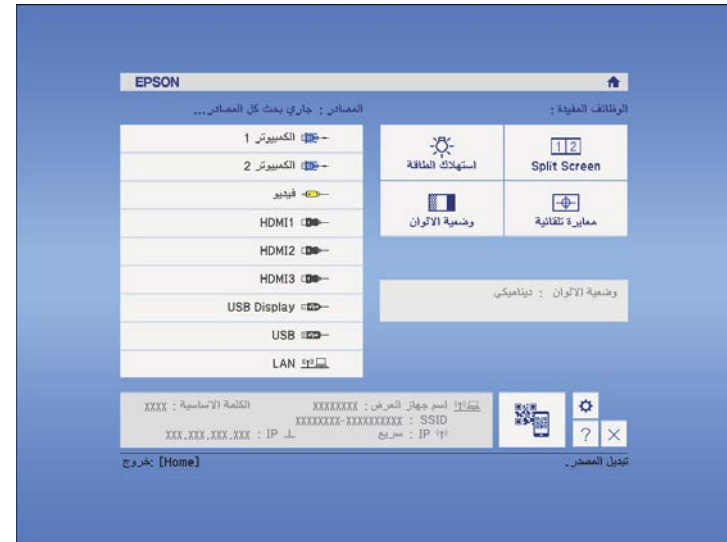 EPSON
الوظائف المفيدة :
المصادر : جاري بحث كل المصادر...
Split Screen
استهلاك الطاقة
معايرة تلقائية
وضعية الالوان
وضعية الالوان : ديناميكي
الكمبيوتر 1
الكمبيوتر 2
فيديو
HDMI1
HDMI2
HDMI3
USB Display
USB
LAN
اسم جهاز العرض : XXXXXXXX الكلمة الاساسية : XXXX
SSID : XXXXXXXX-XXXXXXXXXX
IP : سريع IP : XXX.XXX.XXX.XXX
?
تبديل المصدر. [Home] :خروج